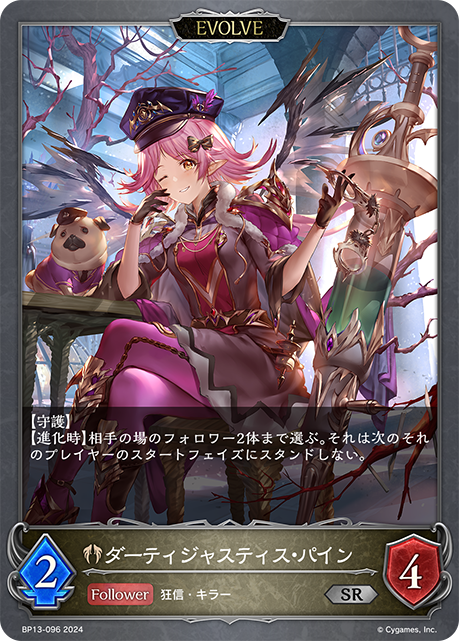 EVOLVE
【守護】
【進化時】相手の場のフォロワー2体まで選ぶ。それは次のそれ
のプレイヤーのスタートフェイズにスタンドしない。
ダーティジャスティス・パイン
2
4
Follower 狂信・キラー
SR
BP13-096 2024
© Cygames, Inc.